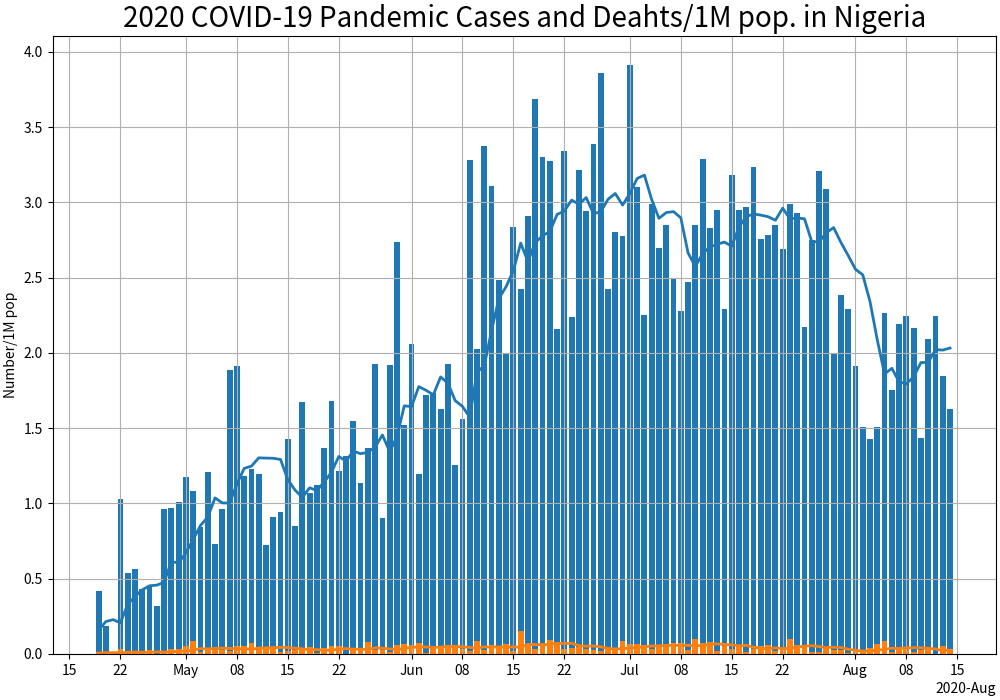 2020 COVID-19 Pandemic Cases and Deahts/1M pop. in Nigeria
Number/1M pop
4.0
3.5
3.0
2.5
2.0
1.5
1.0
0.5
0.0
15 22 May 08 15 22 Jun 08 15 22 Jul 08 15 22 Aug 08 15
2020-Aug